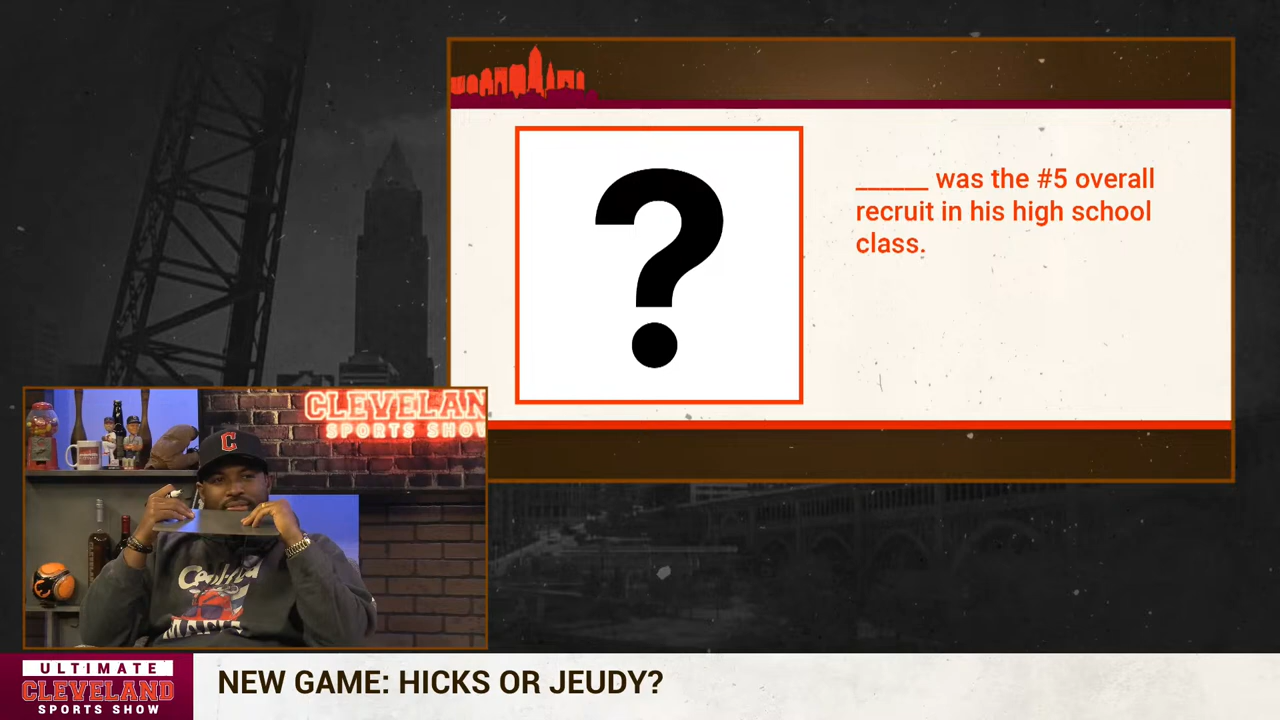 ______ was the #5 overall
recruit in his high school
class.
CLEVELAN
SPORTS SHOW
C
ULTIMATE
CLEVELAND
SPORTS SHOW
NEW GAME: HICKS OR JEUDY?